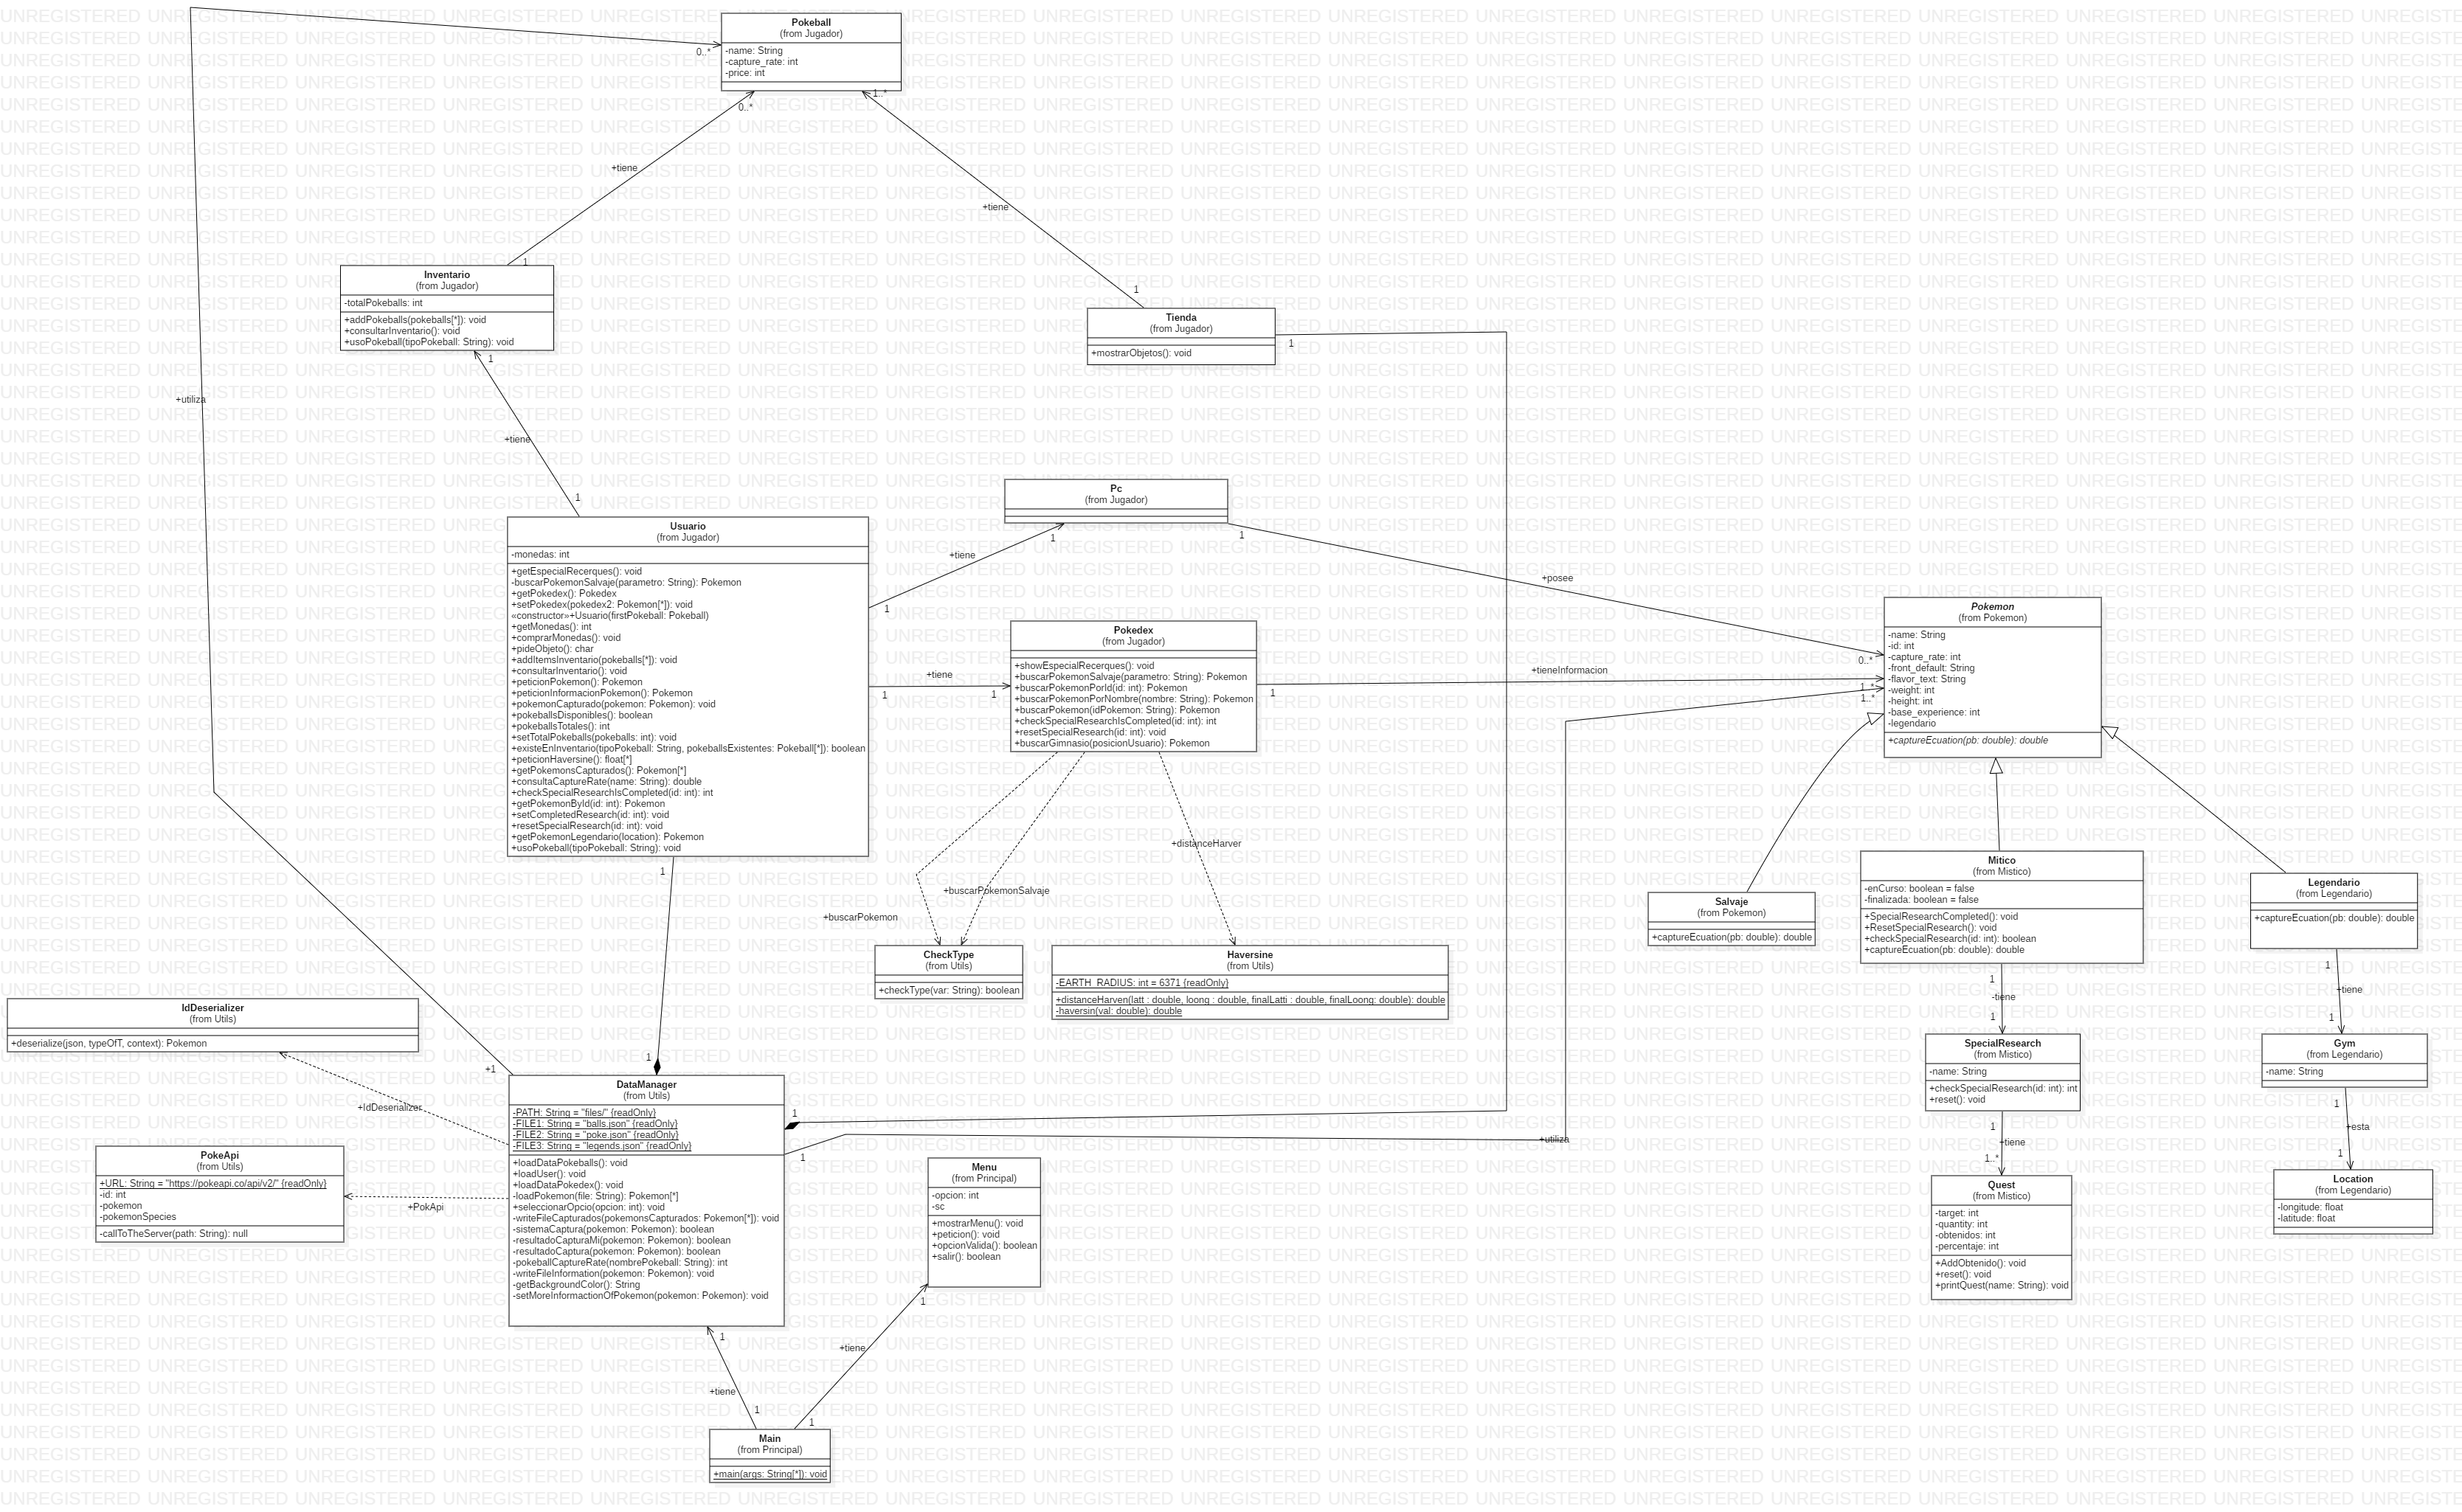 Pokeball
(from Jugador)
-name: String
-capture_rate: int
-price: int
0..*
0..*
1..*
+tiene
+tiene
1
1
Inventario
(from Jugador)
-totalPokeballs: int
+addPokeballs(pokeballs[*]): void
+consultarInventario(): void
+usoPokeball(tipoPokeball: String): void
Tienda
(from Jugador)
+mostrarObjetos(): void
1
1
+utiliza
+tiene
1
Pc
(from Jugador)
1
1
+tiene
1
+posee
0..*
Usuario
(from Jugador)
-monedas: int
+getEspecialRecerques(): void
-buscarPokemonSalvaje(parametro: String): Pokemon
+getPokedex(): Pokedex
+setPokedex(pokedex2: Pokemon[*]): void
«constructor»+Usuario(firstPokeball: Pokeball)
+getMonedas(): int
+comprarMonedas(): void
+pideObjeto(): char
+addItemsInventario(pokeballs[*]): void
+consultarInventario(): void
+peticionPokemon(): Pokemon
+peticionInformacionPokemon(): Pokemon
+pokemonCapturado(pokemon: Pokemon): void
+pokeballsDisponibles(): boolean
+pokeballsTotales(): int
+setTotalPokeballs(pokeballs: int): void
+existeEnInventario(tipoPokeball: String, pokeballsExistentes: Pokeball[*]): boolean
+peticionHaversine(): float[*]
+getPokemonsCapturados(): Pokemon[*]
+consultaCaptureRate(name: String): double
+checkSpecialResearchIsCompleted(id: int): int
+getPokemonById(id: int): Pokemon
+setCompletedResearch(id: int): void
+resetSpecialResearch(id: int): void
+getPokemonLegendario(location): Pokemon
+usoPokeball(tipoPokeball: String): void
1
+tiene
1
1
Pokedex
(from Jugador)
+showEspecialRecerques(): void
+buscarPokemonSalvaje(parametro: String): Pokemon
+buscarPokemonPorId(id: int): Pokemon
+buscarPokemonPorNombre(nombre: String): Pokemon
+buscarPokemon(idPokemon: String): Pokemon
+checkSpecialResearchIsCompleted(id: int): int
+resetSpecialResearch(id: int): void
+buscarGimnasio(posicionUsuario): Pokemon
1
+tieneInformacion
1..*
1..*
Pokemon
(from Pokemon)
-name: String
-id: int
-capture_rate: int
-front_default: String
-flavor_text: String
-weight: int
-height: int
-base_experience: int
-legendario
+captureEcuation(pb: double): double
+distanceHarver
+buscarPokemonSalvaje
+buscarPokemon
1
CheckType
(from Utils)
+checkType(var: String): boolean
Haversine
(from Utils)
-EARTH_RADIUS: int = 6371 {readOnly}
+distanceHarven(latt : double, loong : double, finalLatti : double, finalLoong: double): double
-haversin(val: double): double
Salvaje
(from Pokemon)
+captureEcuation(pb: double): double
Mitico
(from Mistico)
-enCurso: boolean = false
-finalizada: boolean = false
+SpecialResearchCompleted(): void
+ResetSpecialResearch(): void
+checkSpecialResearch(id: int): boolean
+captureEcuation(pb: double): double
Legendario
(from Legendario)
+captureEcuation(pb: double): double
1
-tiene
1
1
+tiene
1
SpecialResearch
(from Mistico)
-name: String
+checkSpecialResearch(id: int): int
+reset(): void
Gym
(from Legendario)
-name: String
1
+tiene
1..*
1
+esta
1
Quest
(from Mistico)
-target: int
-quantity: int
-obtenidos: int
-percentaje: int
+AddObtenido(): void
+reset(): void
+printQuest(name: String): void
Location
(from Legendario)
-longitude: float
-latitude: float
IdDeserializer
(from Utils)
+deserialize(json, typeOfT, context): Pokemon
+IdDeserializer
+1
1
DataManager
(from Utils)
-PATH: String = "files/" {readOnly}
-FILE1: String = "balls.json" {readOnly}
-FILE2: String = "poke.json" {readOnly}
-FILE3: String = "legends.json" {readOnly}
+loadDataPokeballs(): void
+loadUser(): void
+loadDataPokedex(): void
-loadPokemon(file: String): Pokemon[*]
+seleccionarOpcio(opcion: int): void
-writeFileCapturados(pokemonsCapturados: Pokemon[*]): void
-sistemaCaptura(pokemon: Pokemon): boolean
-resultadoCapturaMi(pokemon: Pokemon): boolean
-resultadoCaptura(pokemon: Pokemon): boolean
-pokeballCaptureRate(nombrePokeball: String): int
-writeFileInformation(pokemon: Pokemon): void
-getBackgroundColor(): String
-setMoreInformactionOfPokemon(pokemon: Pokemon): void
1
1
+utiliza
PokeApi
(from Utils)
+URL: String = "https://pokeapi.co/api/v2/" {readOnly}
-id: int
-pokemon
-pokemonSpecies
-callToTheServer(path: String): null
+PokApi
Menu
(from Principal)
-opcion: int
-sc
+mostrarMenu(): void
+peticion(): void
+opcionValida(): boolean
+salir(): boolean
1
+tiene
1
1
+tiene
1
Main
(from Principal)
+main(args: String[*]): void
UNREGISTERED